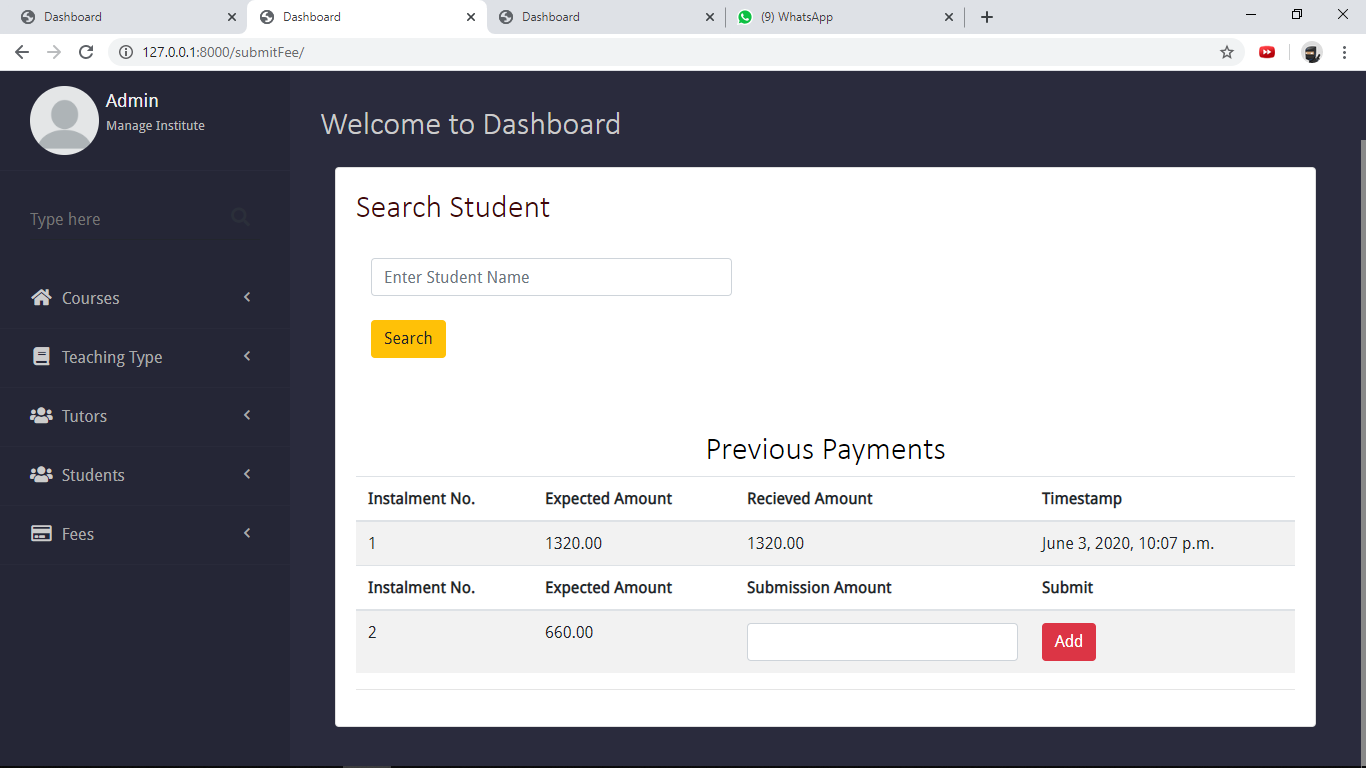 Dashboard Dashboard Dashboard (9) WhatsApp
127.0.0.1:8000/submitFee/
Admin
Manage Institute
Type here
Courses
Teaching Type
Tutors
Students
Fees
Welcome to Dashboard
Search Student
Enter Student Name
Search
Previous Payments
Instalment No. Expected Amount Recieved Amount Timestamp
1 1320.00 1320.00 June 3, 2020, 10:07 p.m.
Instalment No. Expected Amount Submission Amount Submit
2 660.00 Add